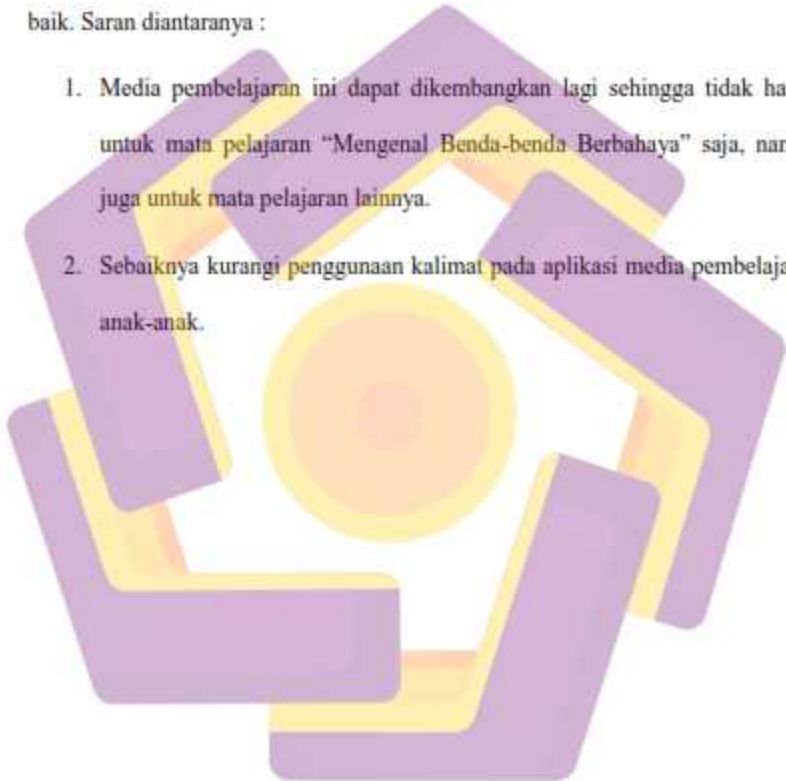 baik. Saran diantaranya :
1. Media pembelajaran ini dapat dikembangkan lagi sehingga tidak ha
untuk mata pelajaran “Mengenal Benda-benda Berbahaya” saja, nam
juga untuk mata pelajaran lainnya.
2. Sebaiknya kurangi penggunaan kalimat pada aplikasi media pembelaja
anak-anak.